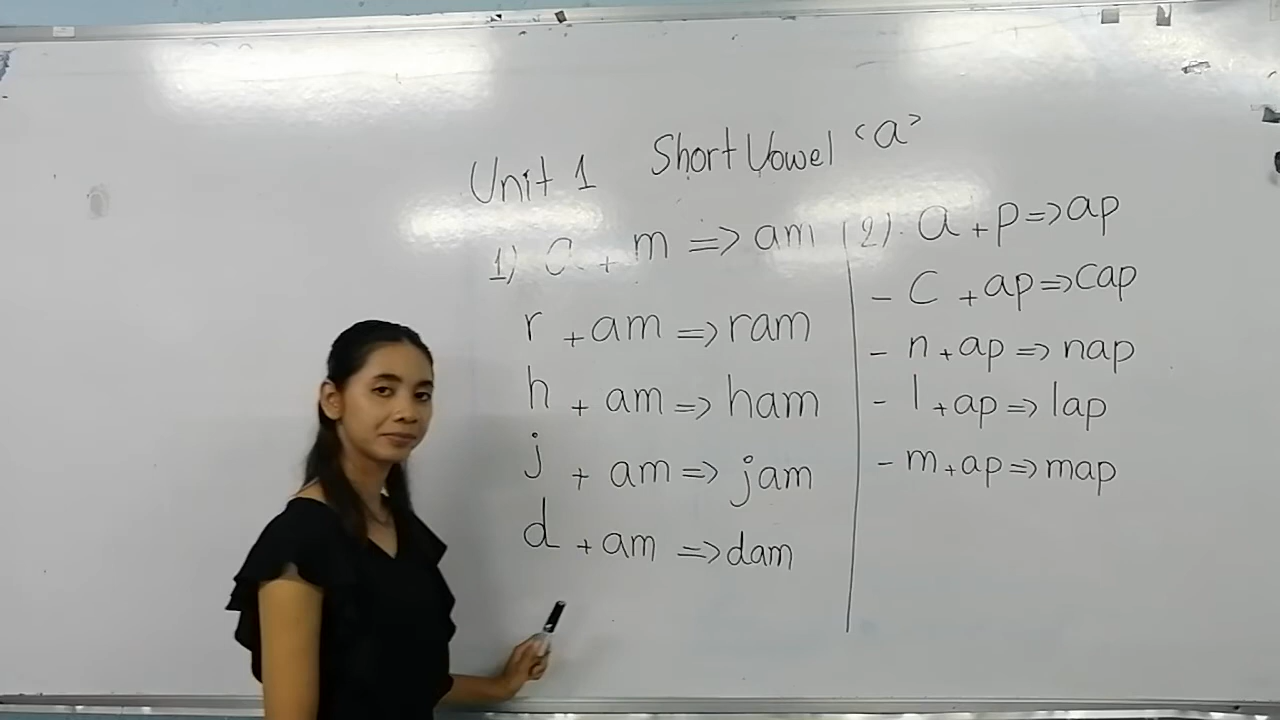 Unit 1 Short Vowel ‹a›
1) a + m => am
r + am => ram
h + am => ham
j + am => jam
d + am => dam
2). a + p => ap
- c + ap => cap
- n + ap => nap
- l + ap => lap
- m + ap => map